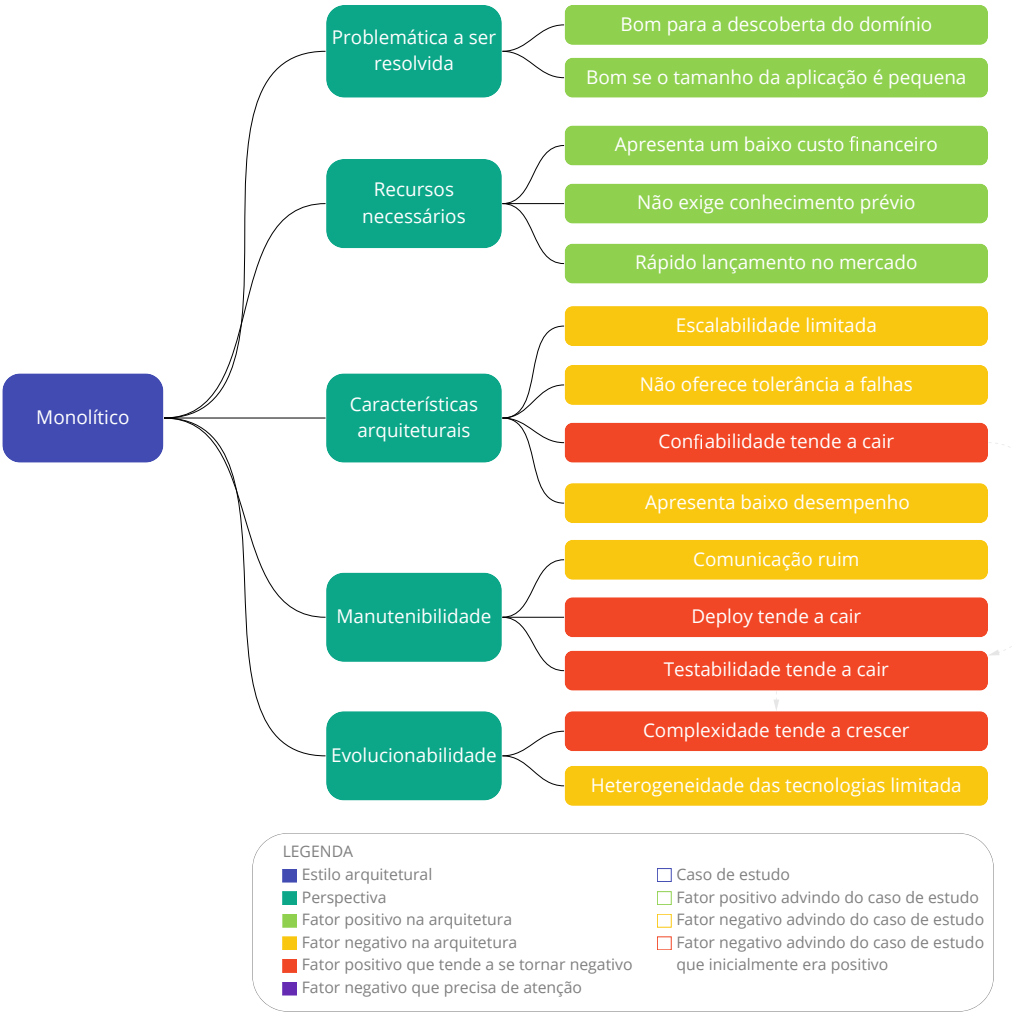 Monolítico
Problemática a ser
resolvida
Bom para a descoberta do domínio
Bom se o tamanho da aplicação é pequena
Recursos
necessários
Apresenta um baixo custo financeiro
Não exige conhecimento prévio
Rápido lançamento no mercado
Características
arquiteturais
Escalabilidade limitada
Não oferece tolerância a falhas
Confiabilidade tende a cair
Apresenta baixo desempenho
Manutenibilidade
Comunicação ruim
Deploy tende a cair
Testabilidade tende a cair
Evolucionabilidade
Complexidade tende a crescer
Heterogeneidade das tecnologias limitada
LEGENDA
Estilo arquitetural
Perspectiva
Fator positivo na arquitetura
Fator negativo na arquitetura
Fator positivo que tende a se tornar negativo
Fator negativo que precisa de atenção
Caso de estudo
Fator positivo advindo do caso de estudo
Fator negativo advindo do caso de estudo
Fator negativo advindo do caso de estudo
que inicialmente era positivo